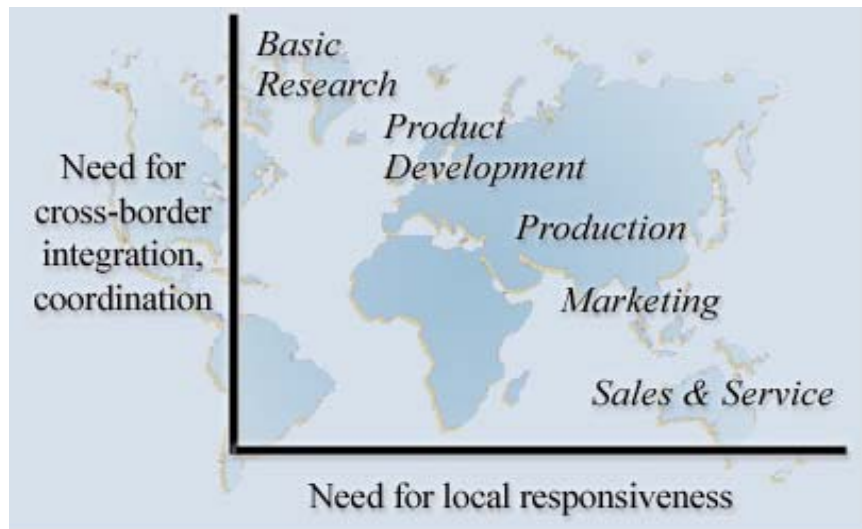 Basic
Research
Product
Development
Need for
cross-border
integration,
coordination
Production
Marketing
Sales & Service
Need for local responsiveness